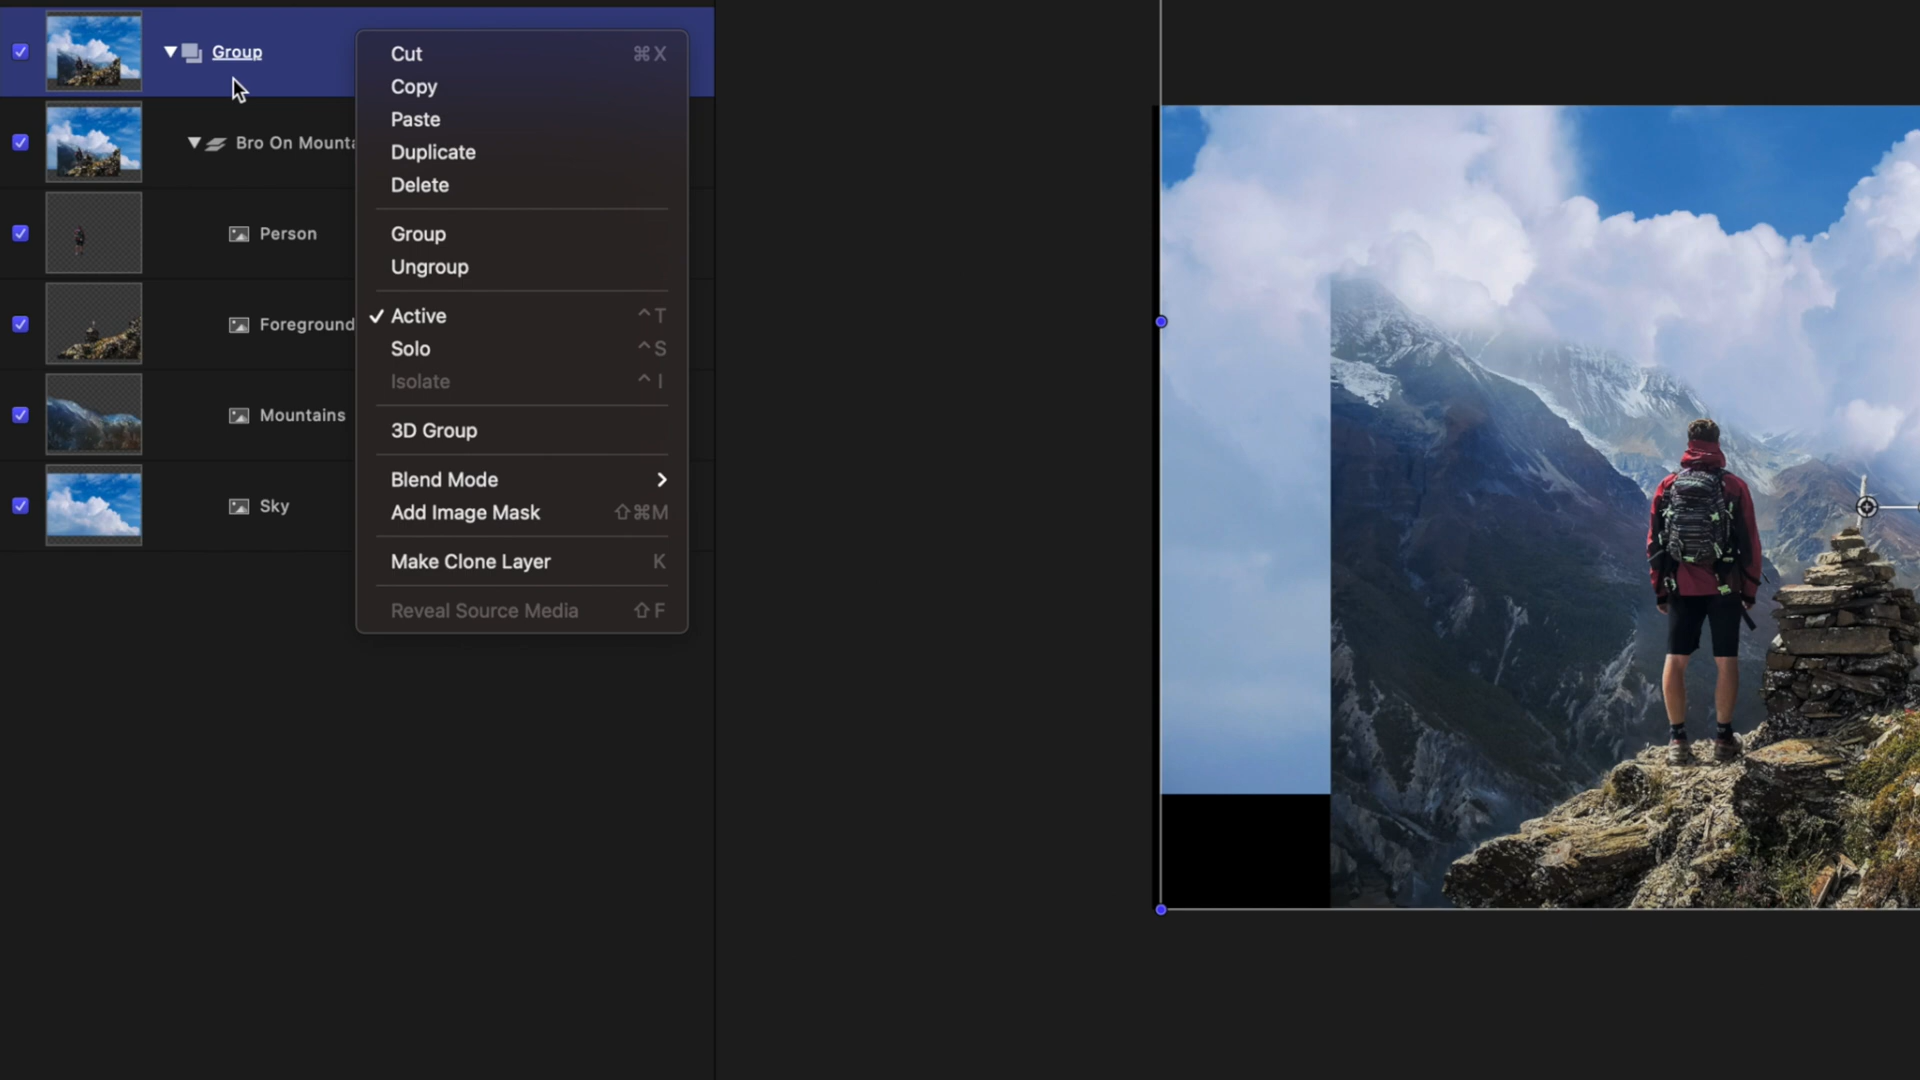 Group
Bro On Mounta
Person
Foreground
Mountains
Sky
Cut ⌘X
Copy
Paste
Duplicate
Delete
Group
Ungroup
✓ Active ^T
Solo ^S
Isolate ^I
3D Group
Blend Mode >
Add Image Mask ⇧⌘M
Make Clone Layer K
Reveal Source Media ⇧F